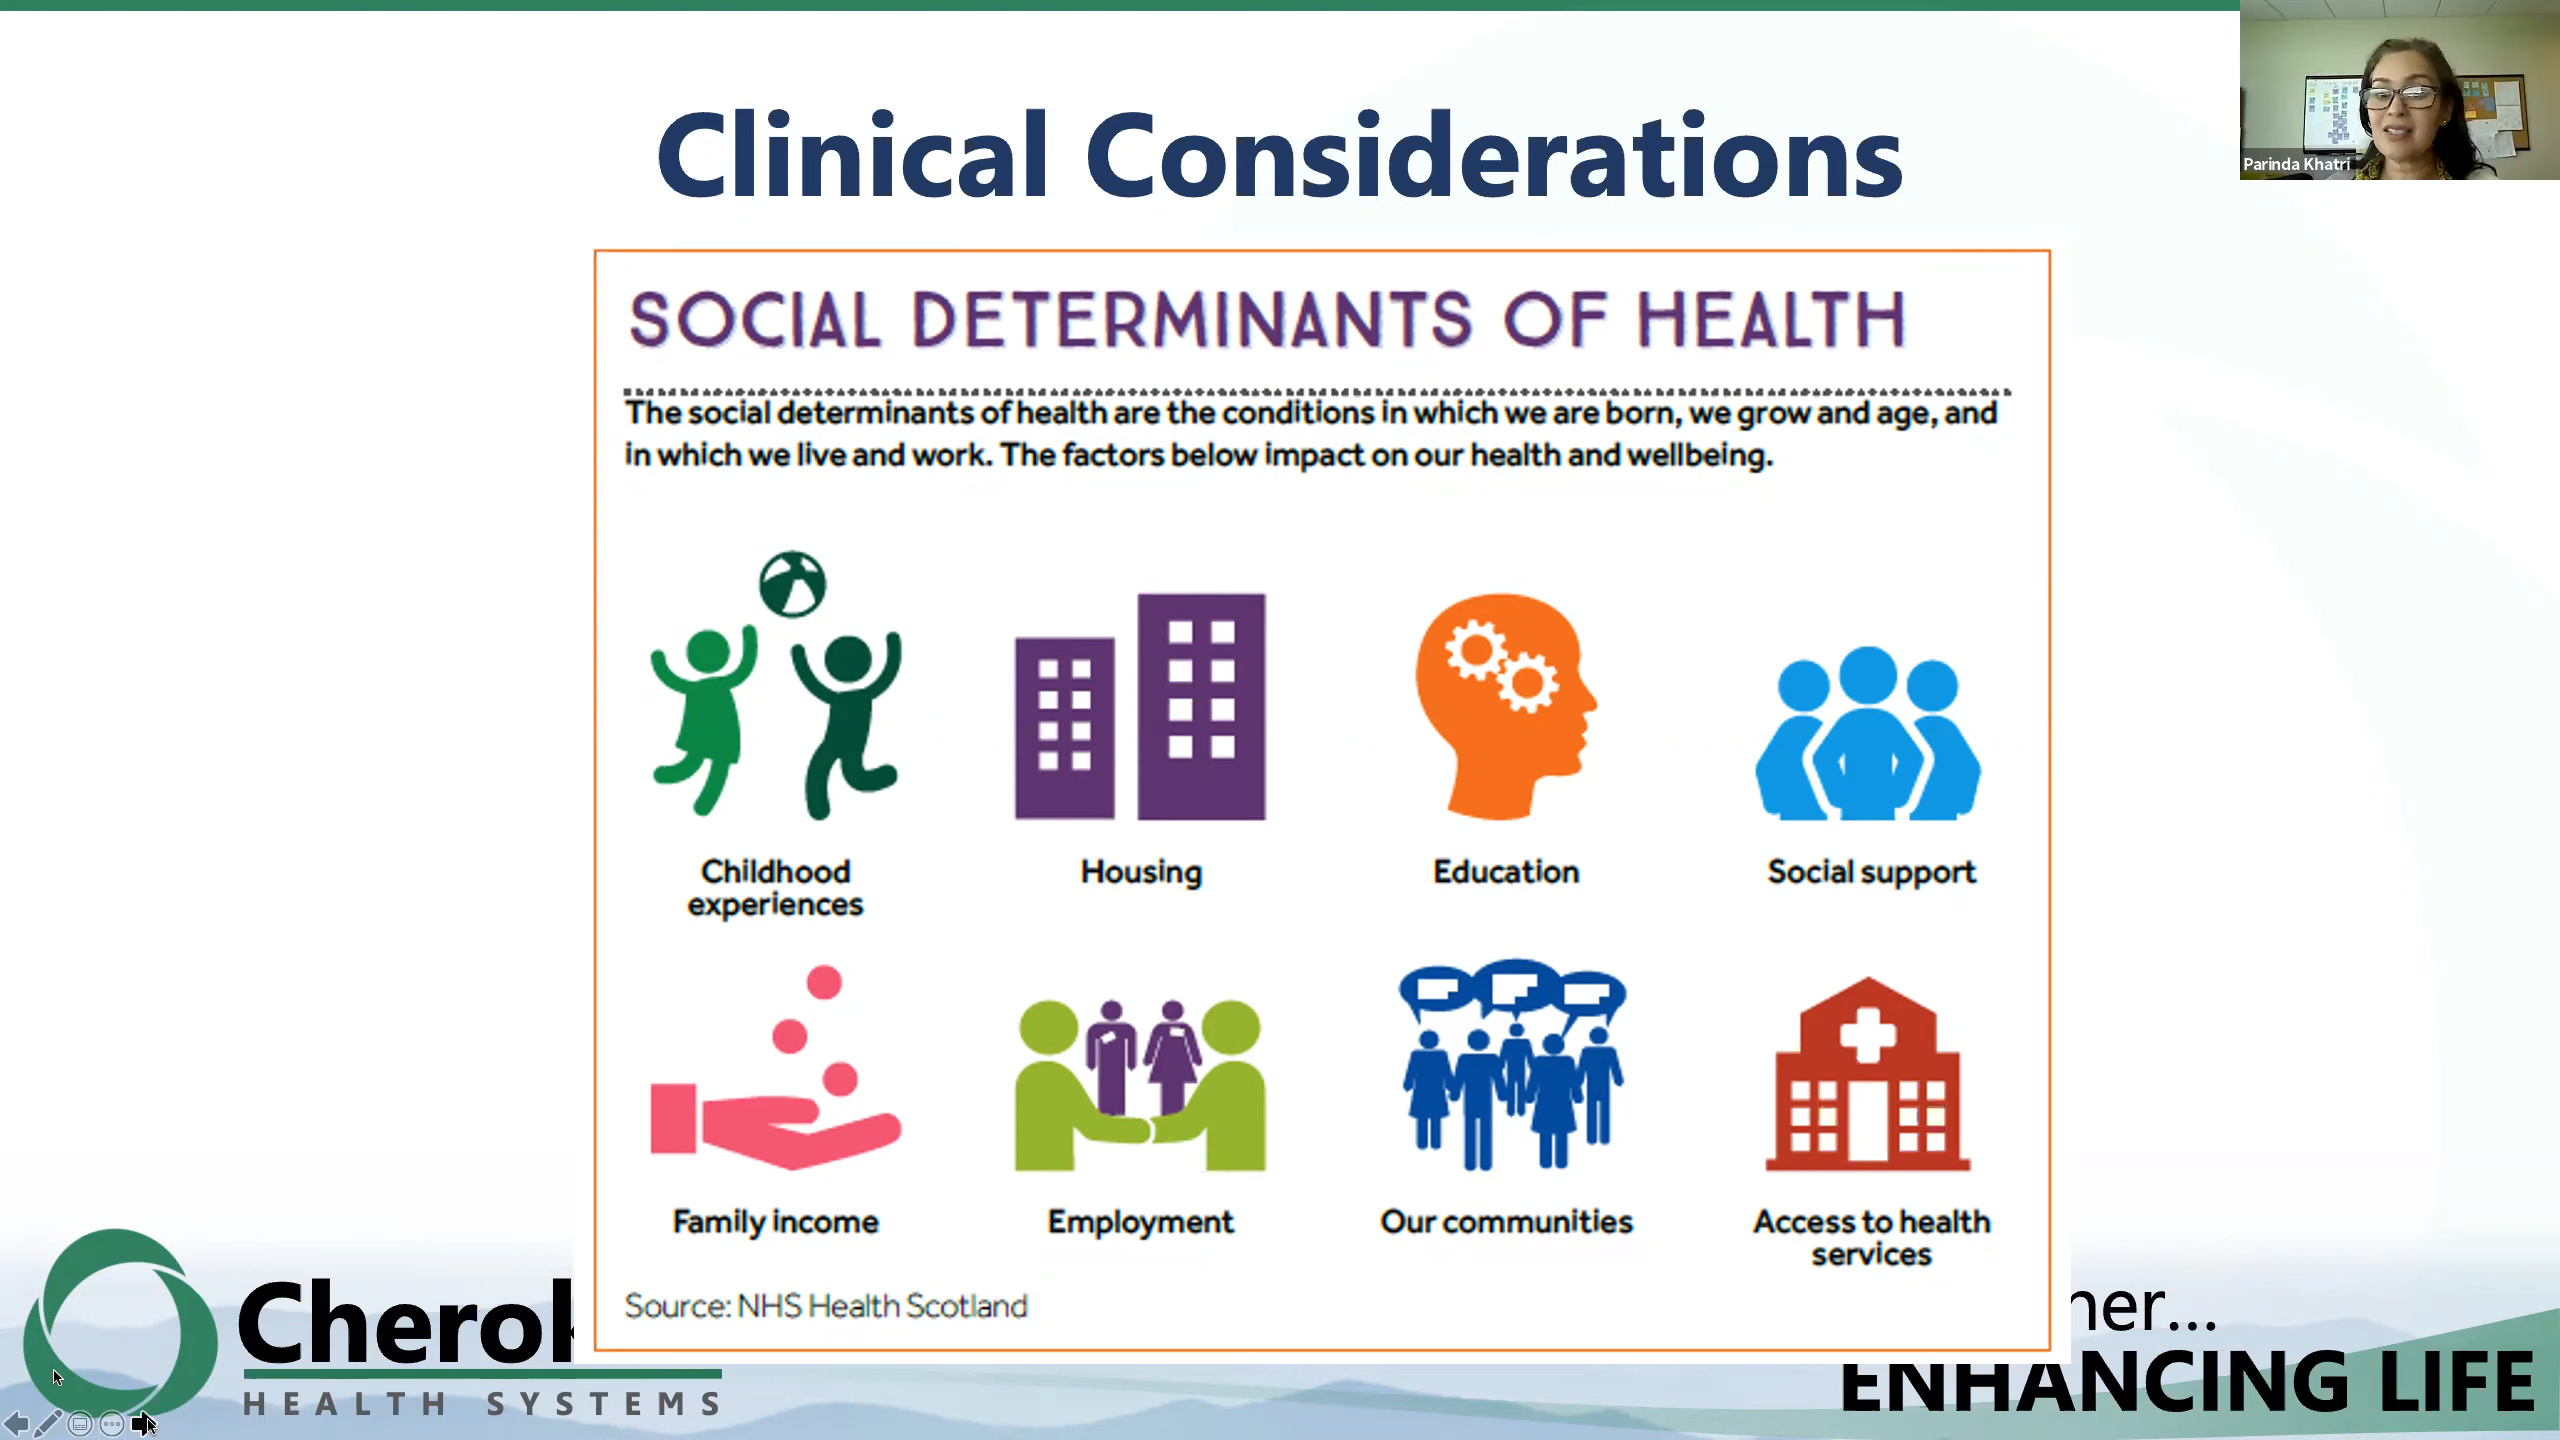 Clinical Considerations
Parinda Khatri
SOCIAL DETERMINANTS OF HEALTH
The social determinants of health are the conditions in which we are born, we grow and age, and
in which we live and work. The factors below impact on our health and wellbeing.
Childhood
experiences
Housing
Education
Social support
Family income
Employment
Our communities
Access to health
services
Source: NHS Health Scotland
HEALTH SYSTEMS
ENHANCING LIFE